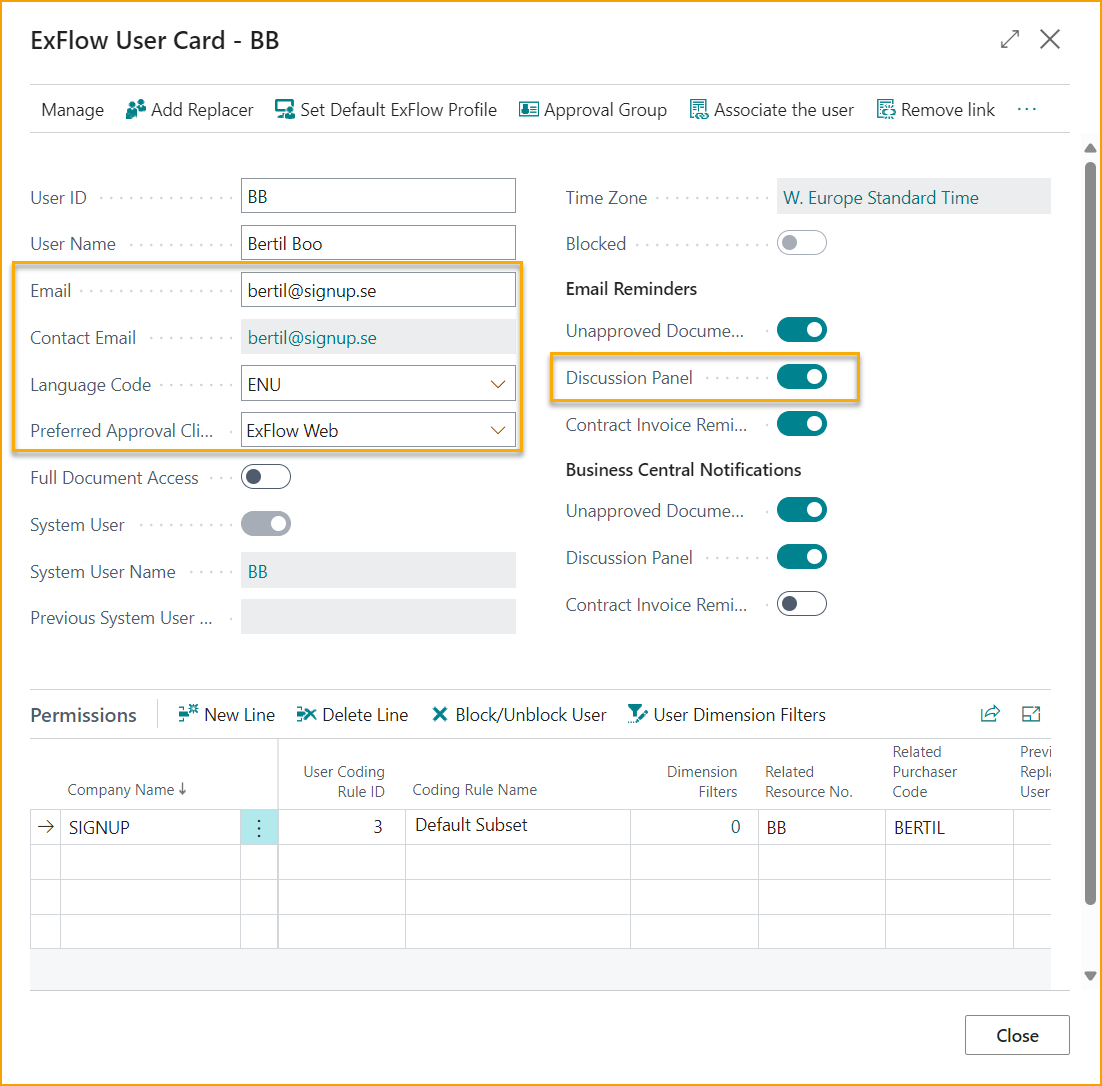 ExFlow User Card - BB
Manage Add Replacer Set Default ExFlow Profile Approval Group Associate the user Remove link ...
User ID BB
User Name Bertil Boo
Email bertil@signup.se
Contact Email bertil@signup.se
Language Code ENU
Preferred Approval Cli... ExFlow Web
Full Document Access
System User
System User Name BB
Previous System User ...
Time Zone W. Europe Standard Time
Blocked
Email Reminders
Unapproved Docume...
Discussion Panel
Contract Invoice Remi...
Business Central Notifications
Unapproved Docume...
Discussion Panel
Contract Invoice Remi...
Permissions New Line Delete Line Block/Unblock User User Dimension Filters
Company Name ↓
User Coding
Rule ID
Coding Rule Name
Dimension
Filters
Related
Resource No.
Related
Purchaser
Code
Previ
Repla
User
→ SIGNUP 3 Default Subset 0 BB BERTIL
Close